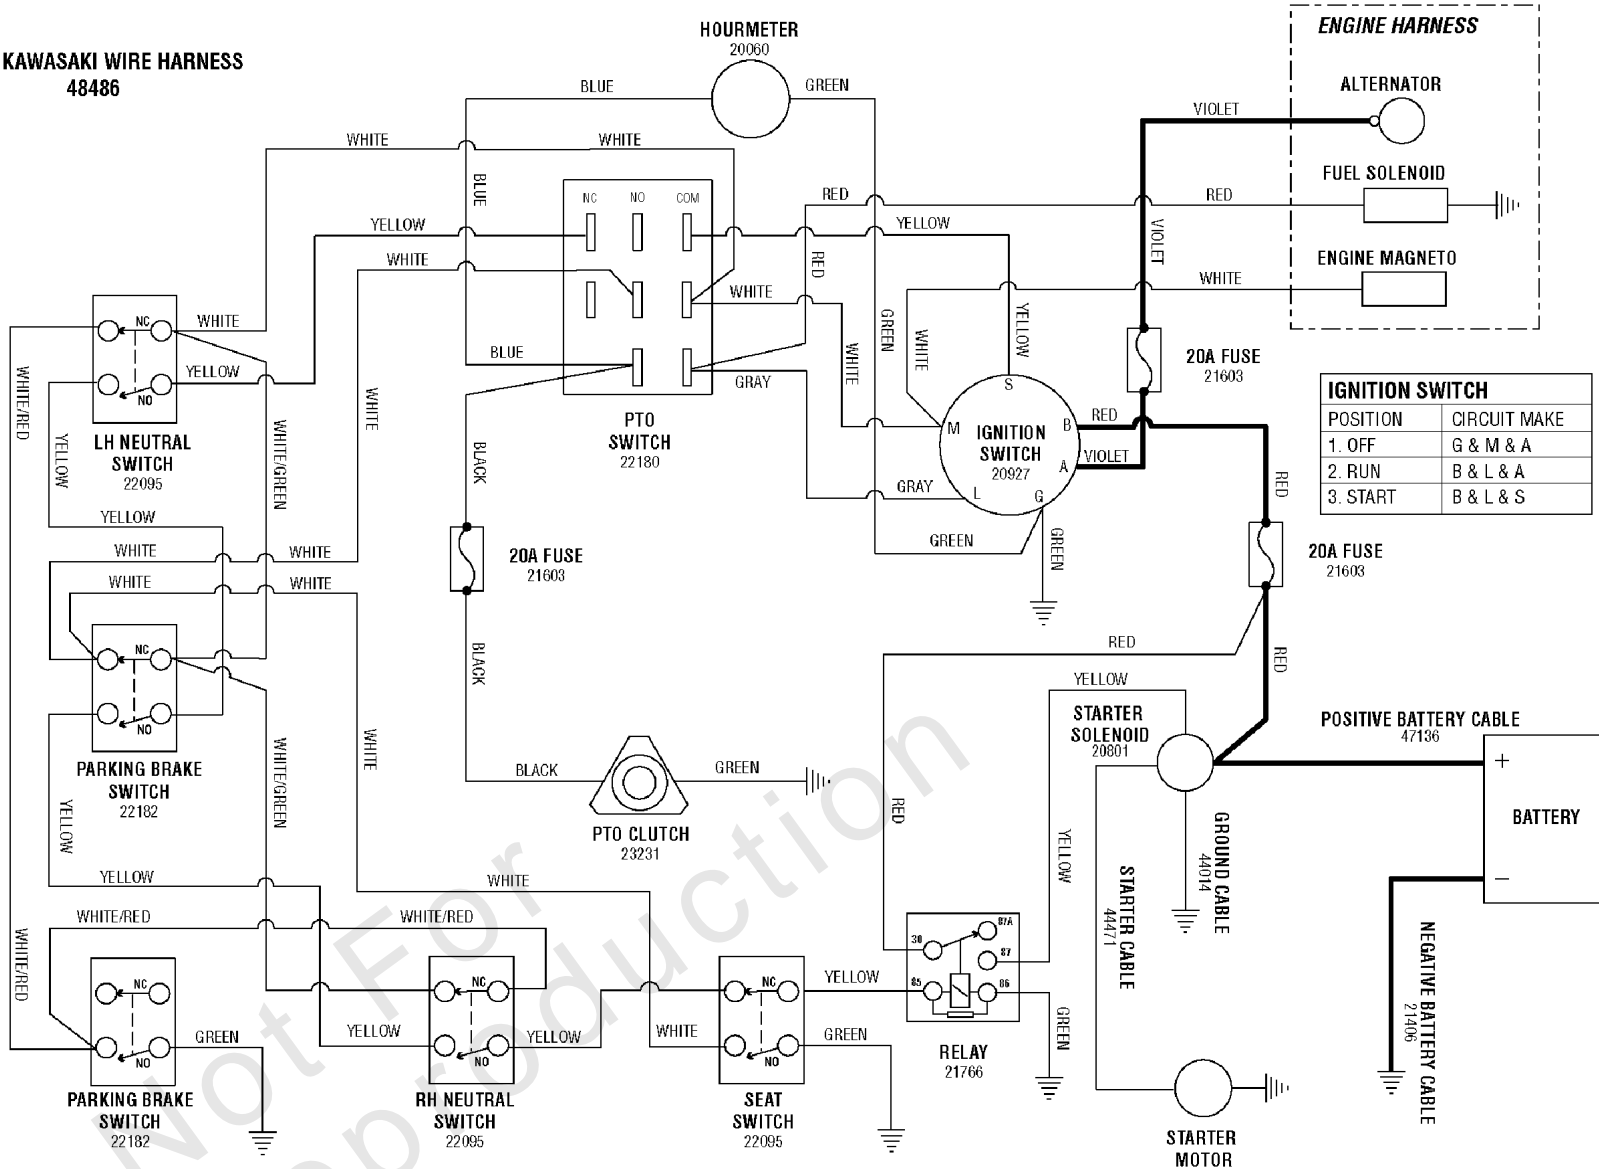 KAWASAKI WIRE HARNESS
48486
HOURMETER
20060
BLUE
GREEN
WHITE
WHITE
BLUE
NC
NO
COM
YELLOW
WHITE
RED
YELLOW
RED
WHITE
BLUE
GRAY
PTO
SWITCH
22180
ENGINE HARNESS
ALTERNATOR
VIOLET
FUEL SOLENOID
RED
VIOLET
ENGINE MAGNETO
WHITE
GREEN
WHITE
WHITE
YELLOW
20A FUSE
21603
S
M
B
A
L
G
IGNITION
SWITCH
20927
RED
VIOLET
GRAY
GREEN
GREEN
RED
IGNITION SWITCH
POSITION
CIRCUIT MAKE
1. OFF
G & M & A
2. RUN
B & L & A
3. START
B & L & S
20A FUSE
21603
NC
WHITE
YELLOW
NO
LH NEUTRAL
SWITCH
22095
WHITE/RED
YELLOW
WHITE/GREEN
WHITE
BLACK
YELLOW
WHITE
WHITE
WHITE
WHITE
20A FUSE
21603
NC
NO
PARKING BRAKE
SWITCH
22182
BLACK
WHITE
WHITE/GREEN
YELLOW
BLACK
GREEN
PTO CLUTCH
23231
RED
RED
YELLOW
STARTER
SOLENOID
20801
POSITIVE BATTERY CABLE
47136
+
BATTERY
–
RED
YELLOW
GROUND CABLE
44014
STARTER CABLE
44471
NEGATIVE BATTERY CABLE
21406
YELLOW
WHITE
WHITE/RED
WHITE/RED
WHITE/RED
NC
NO
GREEN
PARKING BRAKE
SWITCH
22182
NC
NO
YELLOW
YELLOW
RH NEUTRAL
SWITCH
22095
WHITE
NC
NO
YELLOW
GREEN
SEAT
SWITCH
22095
30
87A
87
85
86
RELAY
21766
GREEN
STARTER
MOTOR
Not For
Reproduction